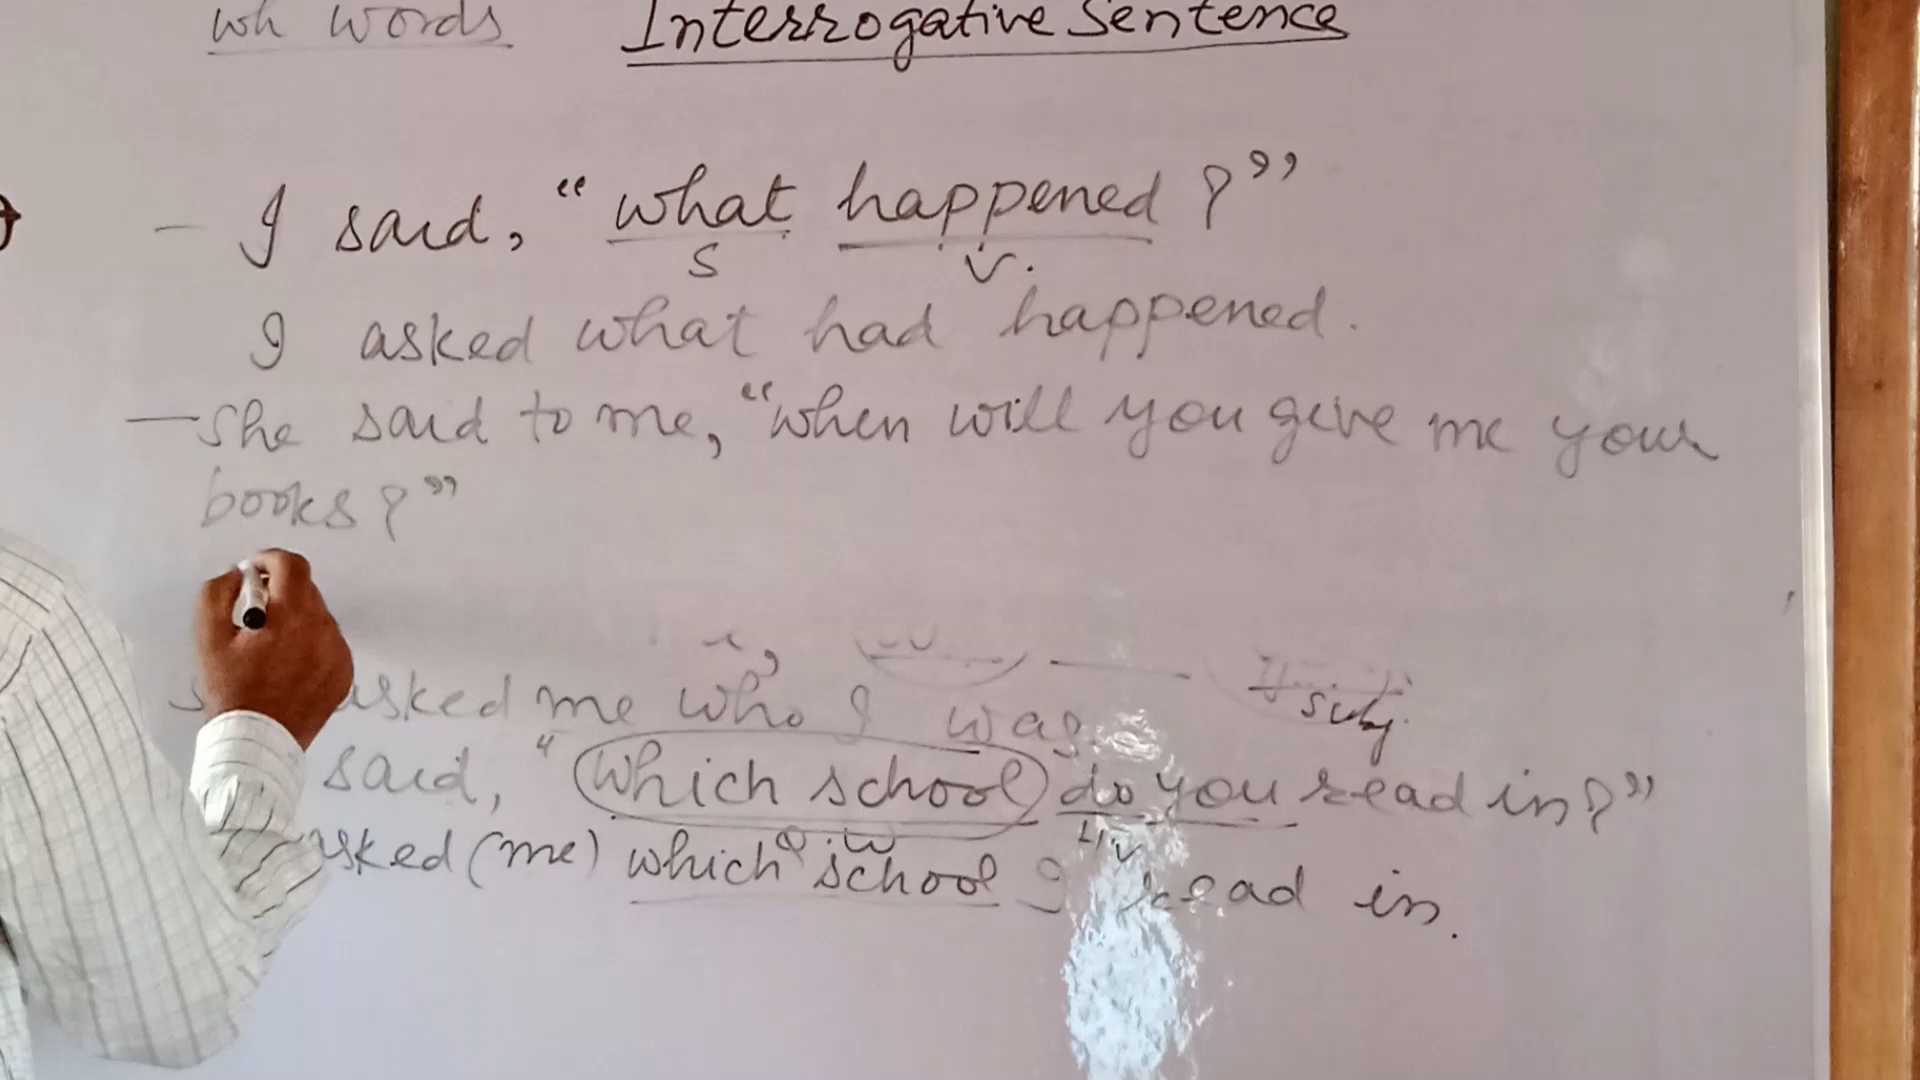 wh words Interrogative Sentence
- I said, "what happened ?"
S V.
I asked what had happened.
- She said to me, "when will you give me your
books ?"
asked me who I was.
Subj.
said, "Which school do you read in ?"
H V
asked (me) which school I read in.